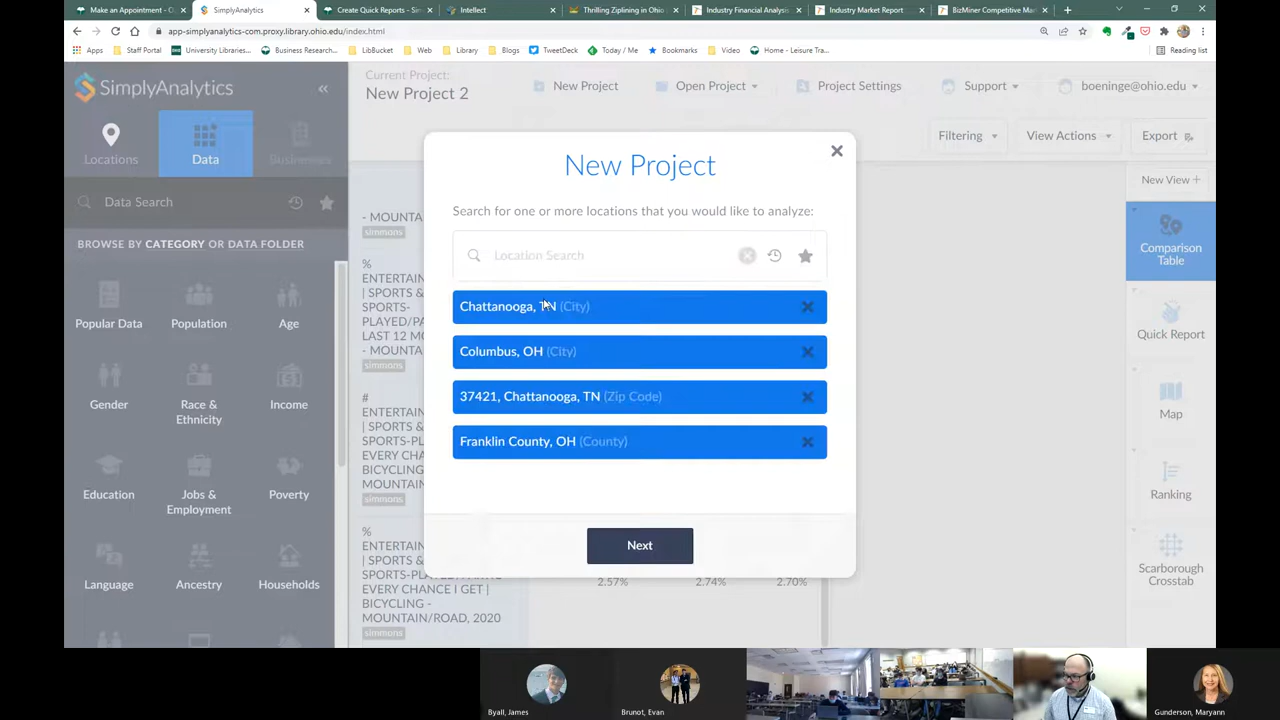 Make an Appointment - O
SimplyAnalytics
Create Quick Reports - Sim
Intellect
Thrilling Ziplining in Ohio
Industry Financial Analysis
Industry Market Report
BizMiner Competitive Ma
app-simplyanalytics-com.proxy.library.ohio.edu/index.html
Apps
Staff Portal
University Libraries...
Business Research...
LibBucket
Web
Library
Blogs
TweetDeck
Today / Me
Bookmarks
Video
Home - Leisure Tra...
Reading list
SimplyAnalytics
«
Current Project:
New Project 2
New Project
Open Project
Project Settings
Support
boeninge@ohio.edu
Locations
Data
Businesses
Filtering
View Actions
Export
Data Search
BROWSE BY CATEGORY OR DATA FOLDER
Popular Data
Population
Age
Gender
Race &
Ethnicity
Income
Education
Jobs &
Employment
Poverty
Language
Ancestry
Households
- MOUNTA
simmons
%
ENTERTAIN
| SPORTS &
SPORTS-
PLAYED/PA
LAST 12 MO
- MOUNTA
simmons
#
ENTERTAIN
| SPORTS &
SPORTS-PL
EVERY CHA
BICYCLING
MOUNTAIN
simmons
%
ENTERTAIN
| SPORTS &
EVERY CHANCE I GET |
BICYCLING -
MOUNTAIN/ROAD, 2020
simmons
2.57%
2.74%
2.70%
New Project
Search for one or more locations that you would like to analyze:
Location Search
Chattanooga, TN (City)
Columbus, OH (City)
37421, Chattanooga, TN (Zip Code)
Franklin County, OH (County)
Next
New View +
Comparison
Table
Quick Report
Map
Ranking
Scarborough
Crosstab
Byall, James
Brunot, Evan
Gunderson, Maryann